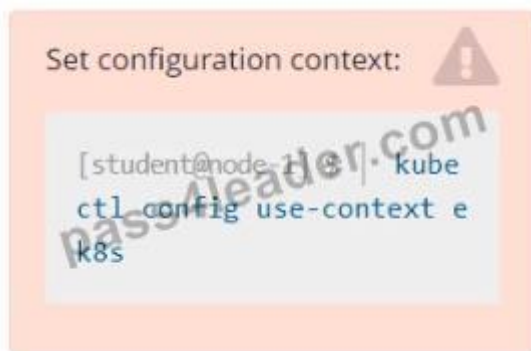 Set configuration context:
[student@node-1] $ | kube
ctl config use-context e
k8s
pass4leader.com